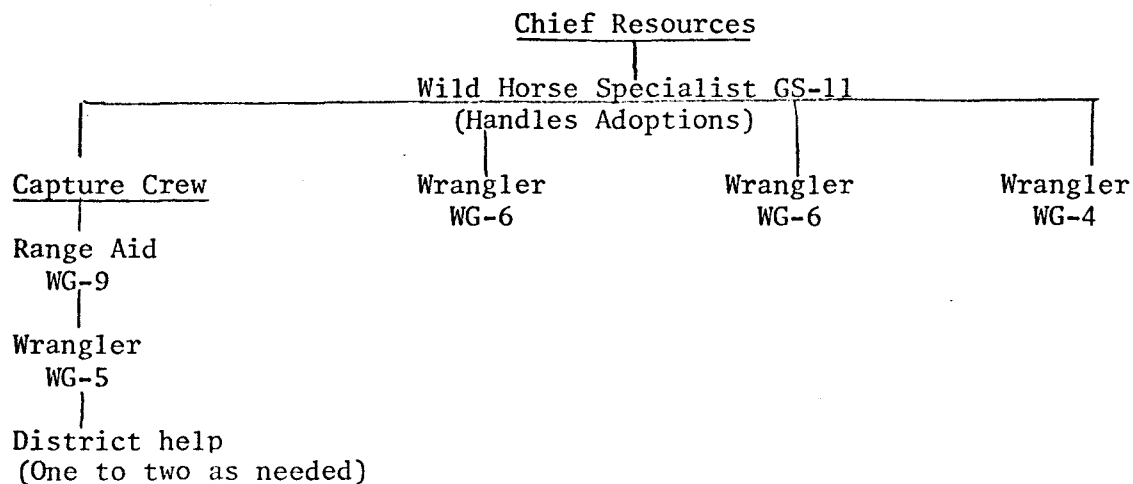 Chief Resources
Wild Horse Specialist GS-11
(Handles Adoptions)
Capture Crew
Wrangler
WG-6
Wrangler
WG-6
Wrangler
WG-4
Range Aid
WG-9
Wrangler
WG-5
District help
(One to two as needed)